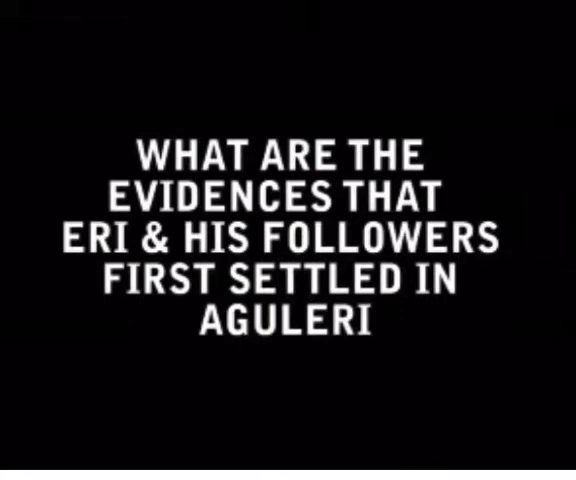 WHAT ARE THE
EVIDENCES THAT
ERI & HIS FOLLOWERS
FIRST SETTLED IN
AGULERI